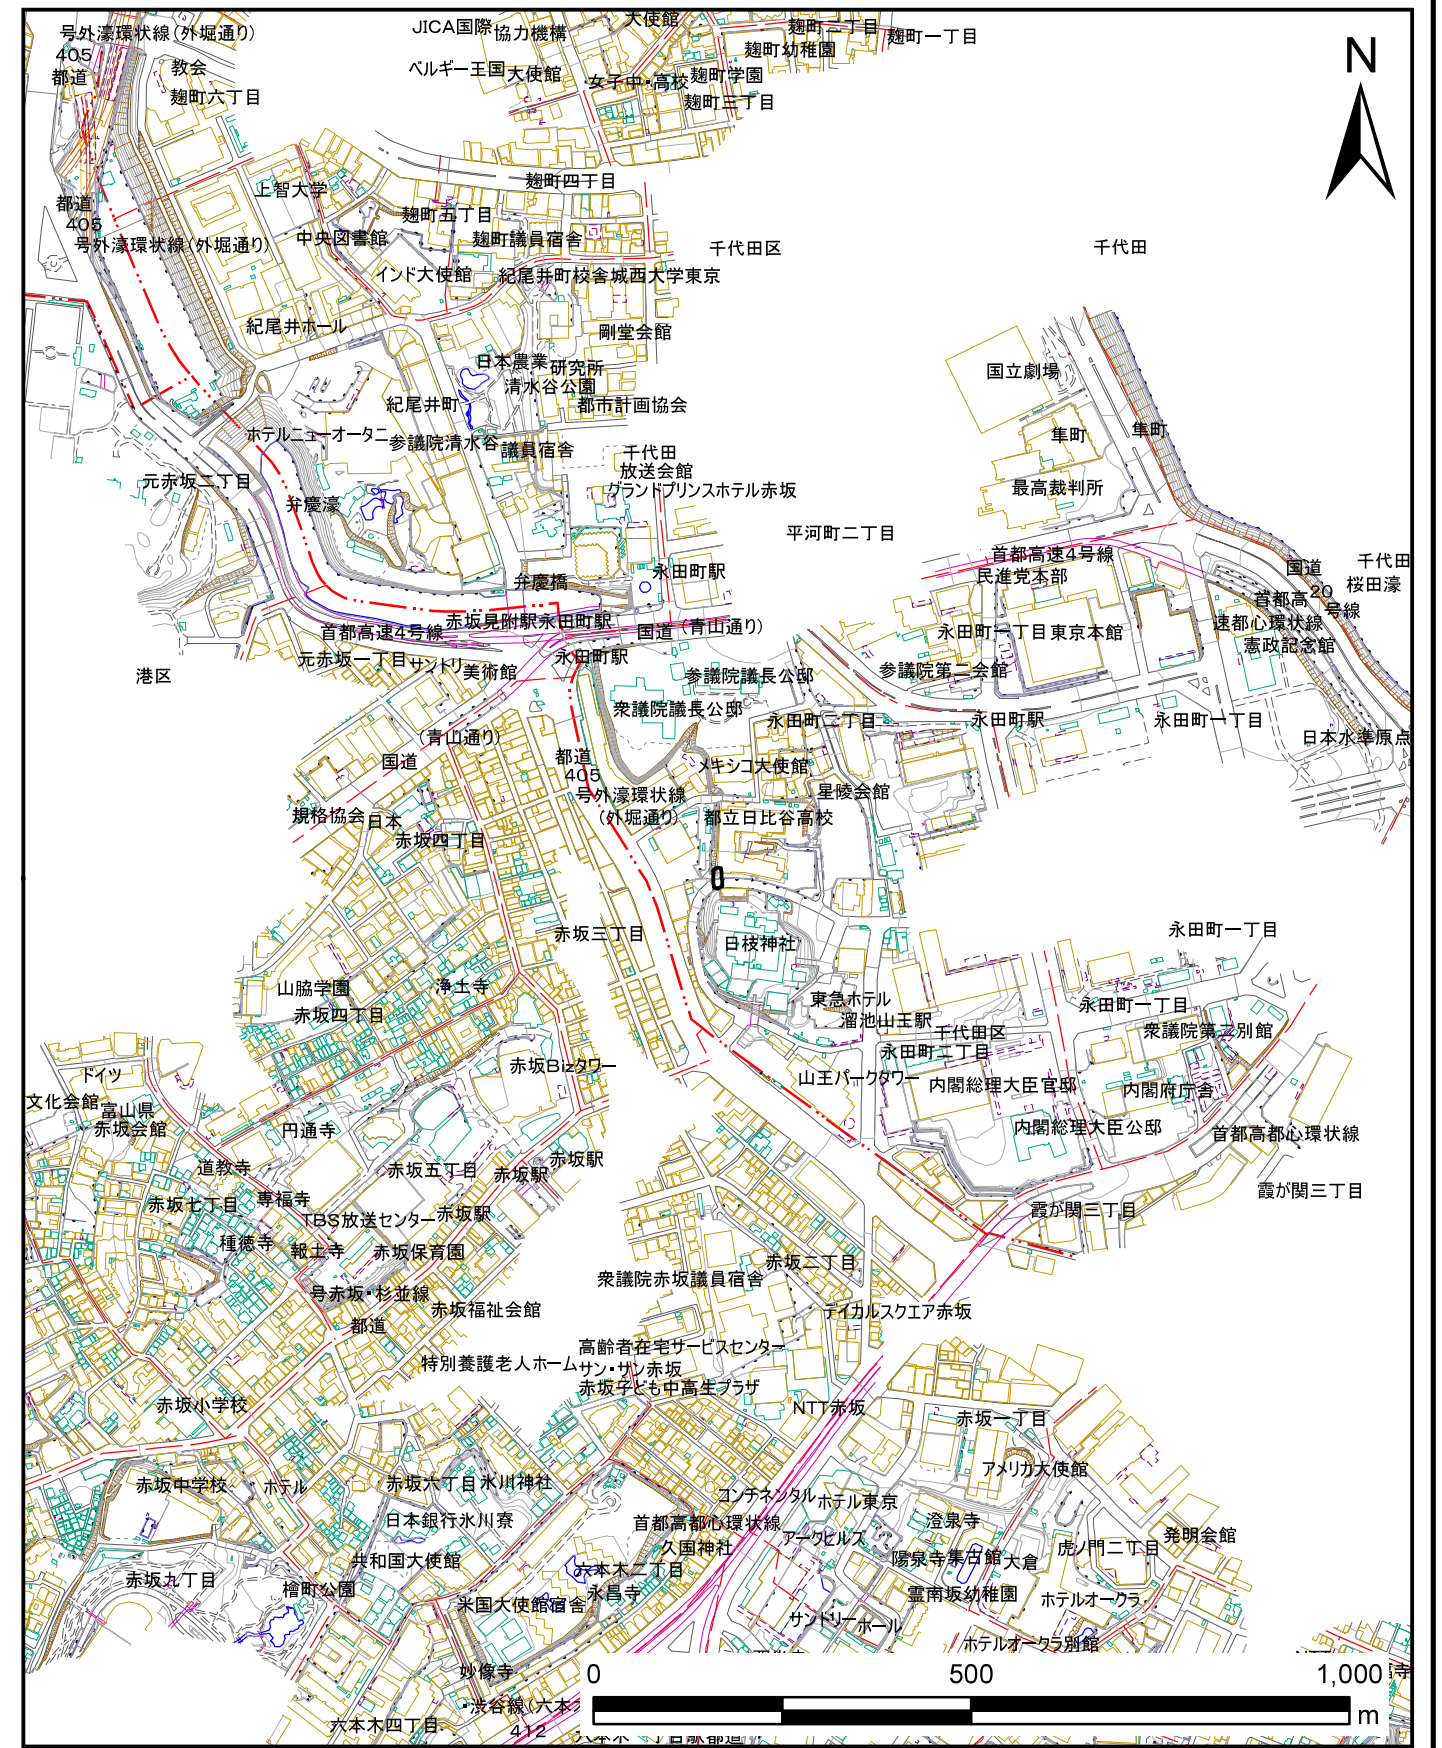 号外濠環状線(外堀通り)
405
都道
教会
麹町六丁目
JICA国際協力機構
大使館
ベルギー王国大使館
女子中・高校
麹町二丁目
麹町一丁目
麹町幼稚園
麹町学園
麹町三丁目
N
上智大学
麹町四丁目
都道
405
号外濠環状線(外堀通り)
麹町五丁目
中央図書館
麹町議員宿舎
インド大使館
紀尾井町校舎城西大学東京
千代田区
千代田
紀尾井ホール
剛堂会館
日本農業研究所
清水谷公園
紀尾井町
都市計画協会
国立劇場
ホテルニューオータニ
参議院清水谷議員宿舎
千代田
放送会館
グランドプリンスホテル赤坂
隼町
隼町
元赤坂二丁目
弁慶濠
最高裁判所
平河町二丁目
首都高速4号線
民進党本部
国道
20
号線
千代田
桜田濠
弁慶橋
永田町駅
首都高
速都心環状線
憲政記念館
首都高速4号線
赤坂見附駅永田町駅
国道
(青山通り)
永田町一丁目東京本館
元赤坂一丁目
サントリ美術館
永田町駅
港区
参議院議長公邸
参議院第二会館
衆議院議長公邸
永田町二丁目
永田町駅
永田町一丁目
日本水準原点
(青山通り)
国道
都道
405
号外濠環状線
(外堀通り)
メキシコ大使館
星陵会館
都立日比谷高校
規格協会日本
赤坂四丁目
赤坂三丁目
日枝神社
永田町一丁目
山脇学園
浄土寺
赤坂四丁目
東急ホテル
溜池山王駅
千代田区
永田町二丁目
永田町一丁目
衆議院第二別館
ドイツ
文化会館
富山県
赤坂会館
赤坂Bizタワー
山王パークタワー
内閣総理大臣官邸
内閣府庁舎
円通寺
内閣総理大臣公邸
首都高都心環状線
道教寺
赤坂五丁目
赤坂駅
赤坂駅
赤坂七丁目
専福寺
TBS放送センター
赤坂駅
霞が関三丁目
霞が関三丁目
種徳寺
報土寺
赤坂保育園
号赤坂・杉並線
都道
赤坂福祉会館
衆議院赤坂議員宿舎
赤坂二丁目
デイカルスクエア赤坂
高齢者在宅サービスセンター
特別養護老人ホーム
サン・サン赤坂
赤坂子ども中高生プラザ
赤坂小学校
NTT赤坂
赤坂一丁目
赤坂中学校
ホテル
赤坂六丁目
氷川神社
アメリカ大使館
日本銀行氷川寮
コンチネンタルホテル東京
首都高都心環状線
アークヒルズ
澄泉寺
発明会館
共和国大使館
久国神社
陽泉寺
集古館
大倉
虎ノ門二丁目
赤坂九丁目
檜町公園
六本木二丁目
永昌寺
霊南坂幼稚園
ホテルオークラ
米国大使館宿舎
サントリーホール
ホテルオークラ別館
妙像寺
・渋谷線(六本
412
六本木四丁目
0
500
1,000
m